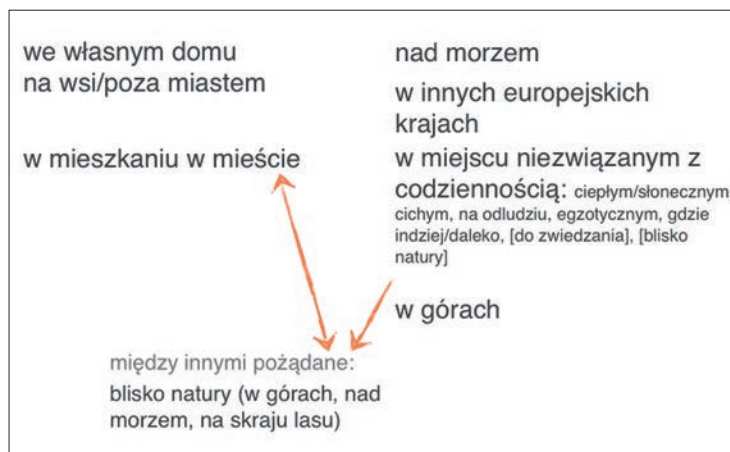 we własnym domu
na wsi/poza miastem
w mieszkaniu w mieście
nad morzem
w innych europejskich
krajach
w miejscu niezwiązanym z
codziennością: ciepłym/słonecznym
cichym, na odludziu, egzotycznym, gdzie
indziej/daleko, [do zwiedzania], [blisko
natury]
w górach
między innymi pożądane:
blisko natury (w górach, nad
morzem, na skraju lasu)